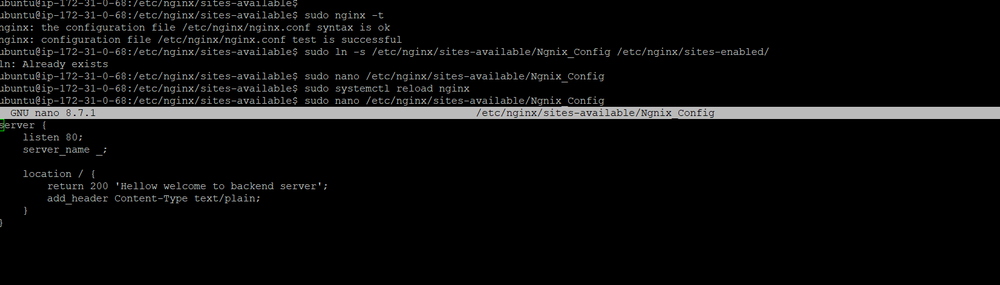 ubuntu@ip-172-31-0-68:/etc/nginx/sites-available$
ubuntu@ip-172-31-0-68:/etc/nginx/sites-available$ sudo nginx -t
nginx: the configuration file /etc/nginx/nginx.conf syntax is ok
nginx: configuration file /etc/nginx/nginx.conf test is successful
ubuntu@ip-172-31-0-68:/etc/nginx/sites-available$ sudo ln -s /etc/nginx/sites-available/Ngnix_Config /etc/nginx/sites-enabled/
ln: Already exists
ubuntu@ip-172-31-0-68:/etc/nginx/sites-available$ sudo nano /etc/nginx/sites-available/Ngnix_Config
ubuntu@ip-172-31-0-68:/etc/nginx/sites-available$ sudo systemctl reload nginx
ubuntu@ip-172-31-0-68:/etc/nginx/sites-available$ sudo nano /etc/nginx/sites-available/Ngnix_Config
GNU nano 8.7.1 /etc/nginx/sites-available/Ngnix_Config
server {
    listen 80;
    server_name _;

    location / {
        return 200 'Hellow welcome to backend server';
        add_header Content-Type text/plain;
    }
}